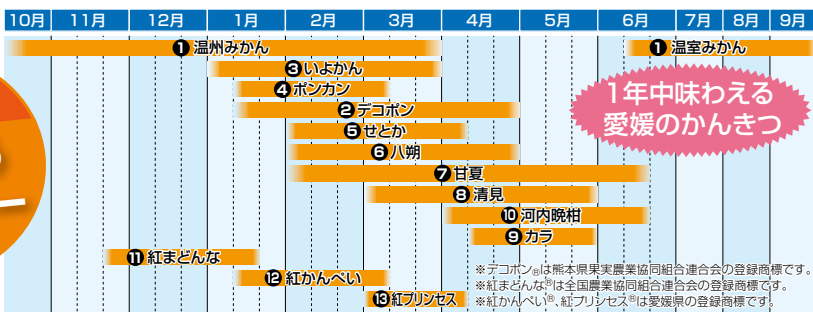 10月 11月 12月 1月 2月 3月 4月 5月 6月 7月 8月 9月
❶温州みかん
❶温室みかん
❸いよかん
❹ポンカン
❷デコポン
❺せとか
❻八朔
❼甘夏
❽清見
❿河内晩柑
❾カラ
⓫紅まどんな
⓬紅かんぺい
⓭紅プリンセス
1年中味わえる
愛媛のかんきつ
※デコポン®は熊本県果実農業協同組合連合会の登録商標です。
※紅まどんな®は全国農業協同組合連合会の登録商標です。
※紅かんぺい®、紅プリンセス®は愛媛県の登録商標です。